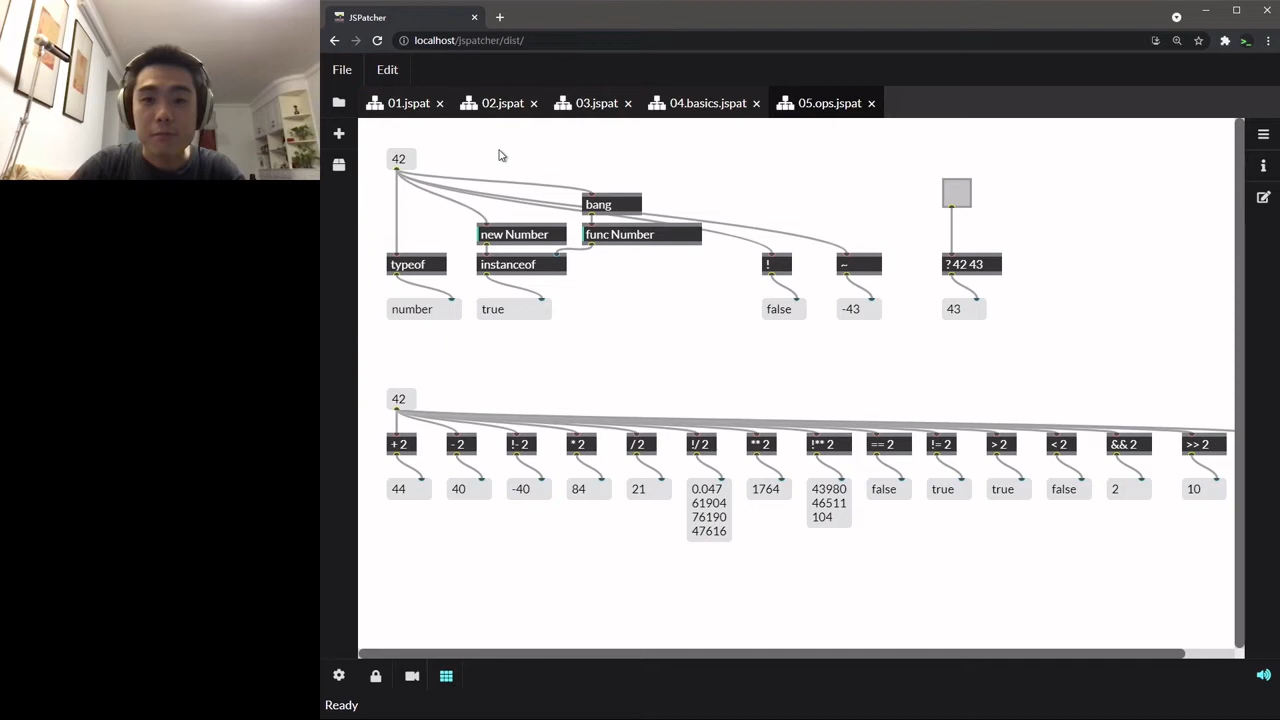 JSPatcher
localhost/jspatcher/dist/
File Edit
01.jspat 02.jspat 03.jspat 04.basics.jspat 05.ops.jspat
42
bang
new Number func Number
typeof instanceof ! ~ ? 42 43
number true false -43 43
42
+ 2 - 2 !- 2 * 2 / 2 !/ 2 ** 2 !** 2 == 2 != 2 > 2 < 2 && 2 >> 2
44 40 -40 84 21 0.047 1764 43980 false true true false 2 10
61904 46511
76190 104
47616
Ready